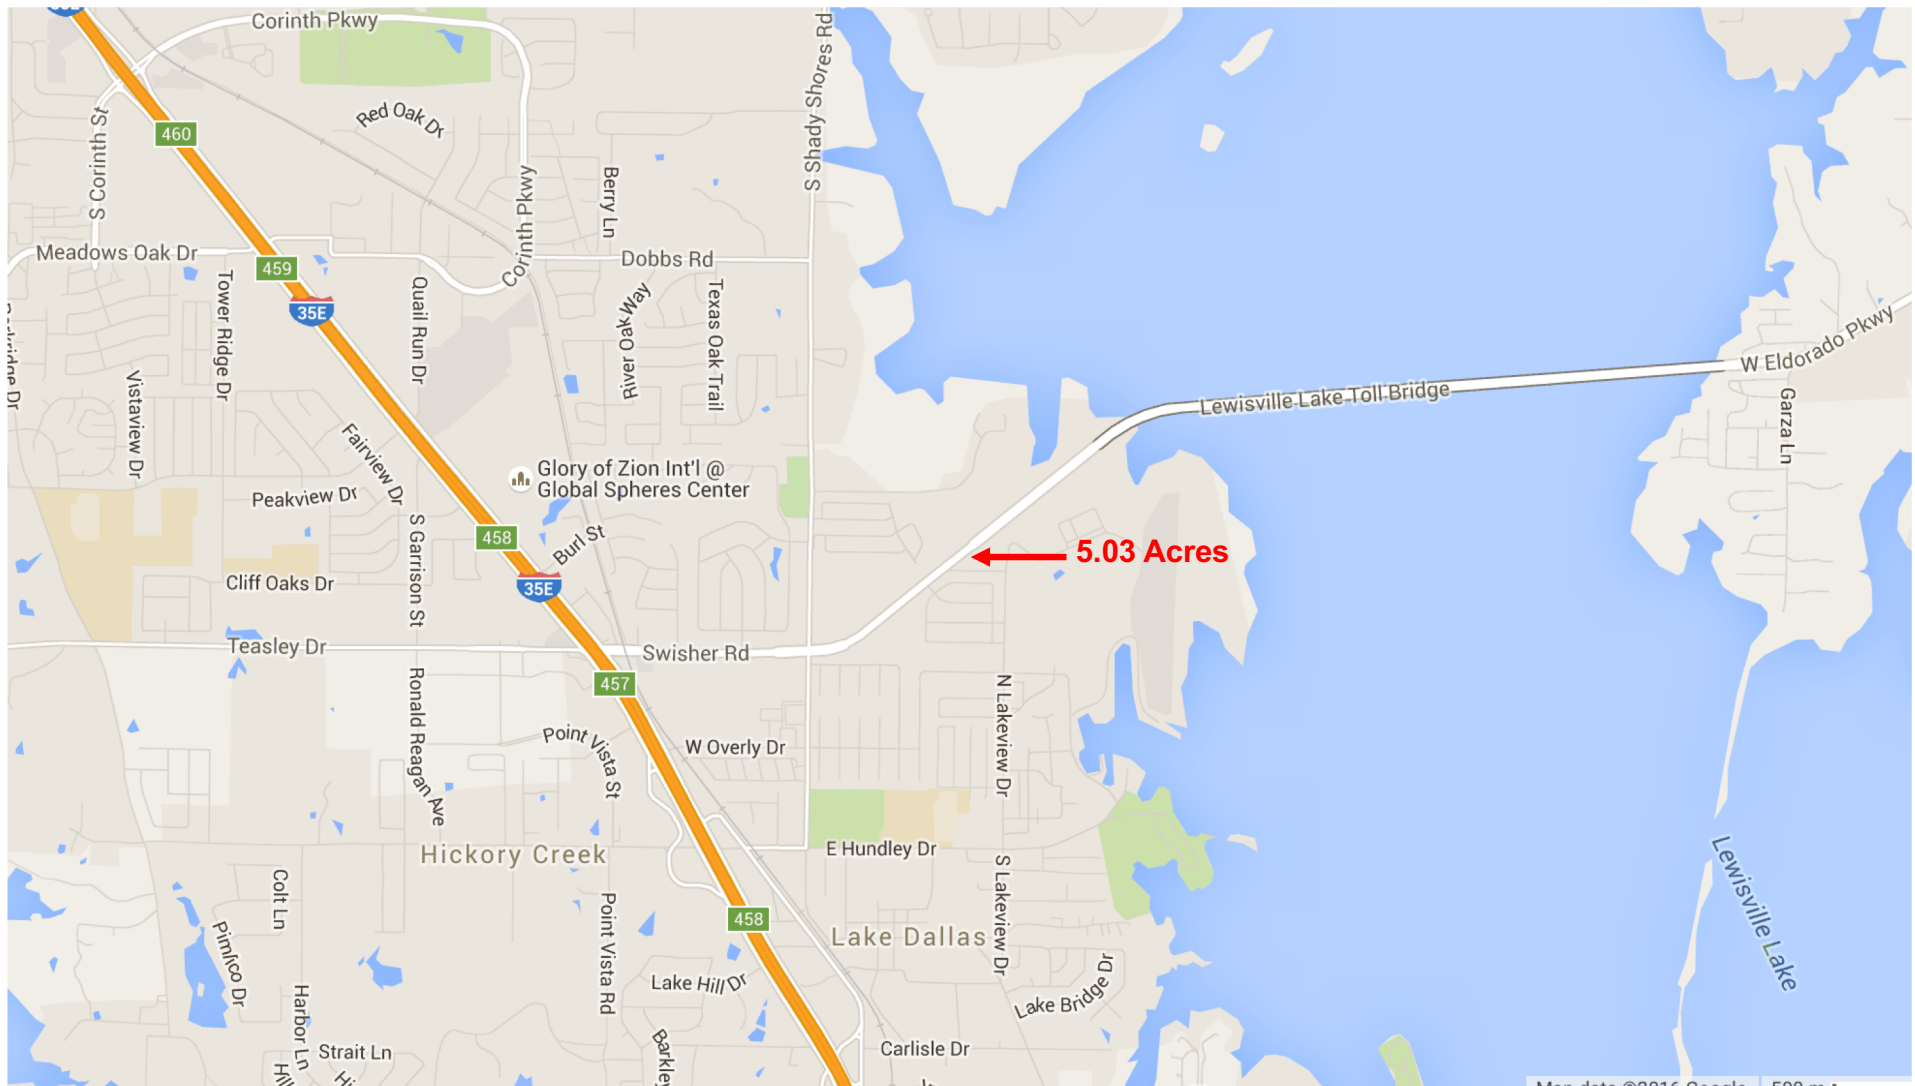 Corinth Pkwy
S Shady Shores Rd
Red Oak Dr
460
S Corinth St
Corinth Pkwy
Berry Ln
Meadows Oak Dr
459
Dobbs Rd
35E
Tower Ridge Dr
Quail Run Dr
River Oak Way
Texas Oak Trail
W Eldorado Pkwy
Lewisville Lake Toll Bridge
Garza Ln
Vistaview Dr
Fairview Dr
Glory of Zion Int'l @
Global Spheres Center
Peakview Dr
458
S Garrison St
Burl St
5.03 Acres
Cliff Oaks Dr
35E
Teasley Dr
Swisher Rd
457
Ronald Reagan Ave
N Lakeview Dr
Point Vista St
W Overly Dr
Hickory Creek
E Hundley Dr
Lewisville Lake
Colt Ln
S Lakeview Dr
Point Vista Rd
458
Pimlico Dr
Lake Dallas
Lake Hill Dr
Lake Bridge Dr
Harbor Ln
Strait Ln
Carlisle Dr
Map data ©2016 Google
500 m